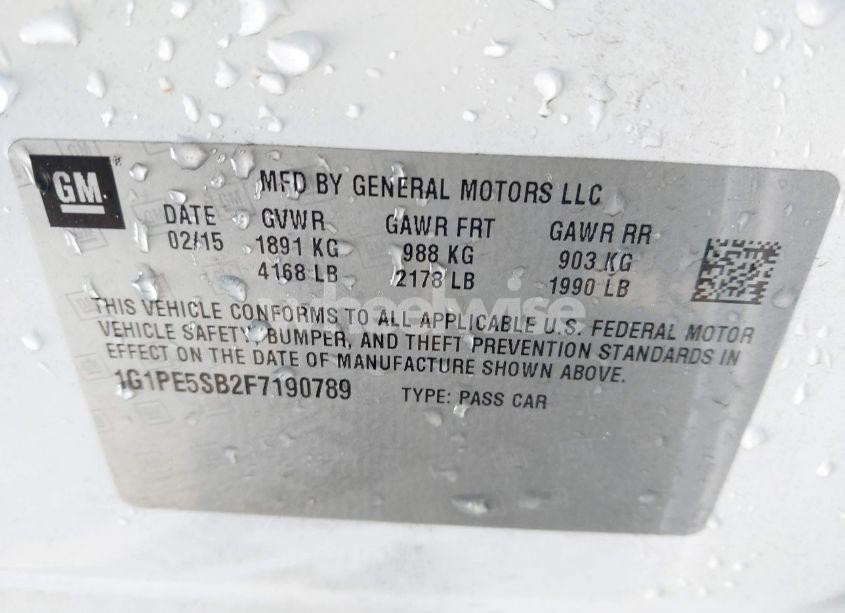 GM
MFD BY GENERAL MOTORS LLC
DATE GVWR GAWR FRT GAWR RR
02/15 1891 KG 988 KG 903 KG
4168 LB 2178 LB 1990 LB
wheelwise
THIS VEHICLE CONFORMS TO ALL APPLICABLE U.S. FEDERAL MOTOR
VEHICLE SAFETY, BUMPER, AND THEFT PREVENTION STANDARDS IN
EFFECT ON THE DATE OF MANUFACTURE SHOWN ABOVE.
1G1PE5SB2F7190789 TYPE: PASS CAR